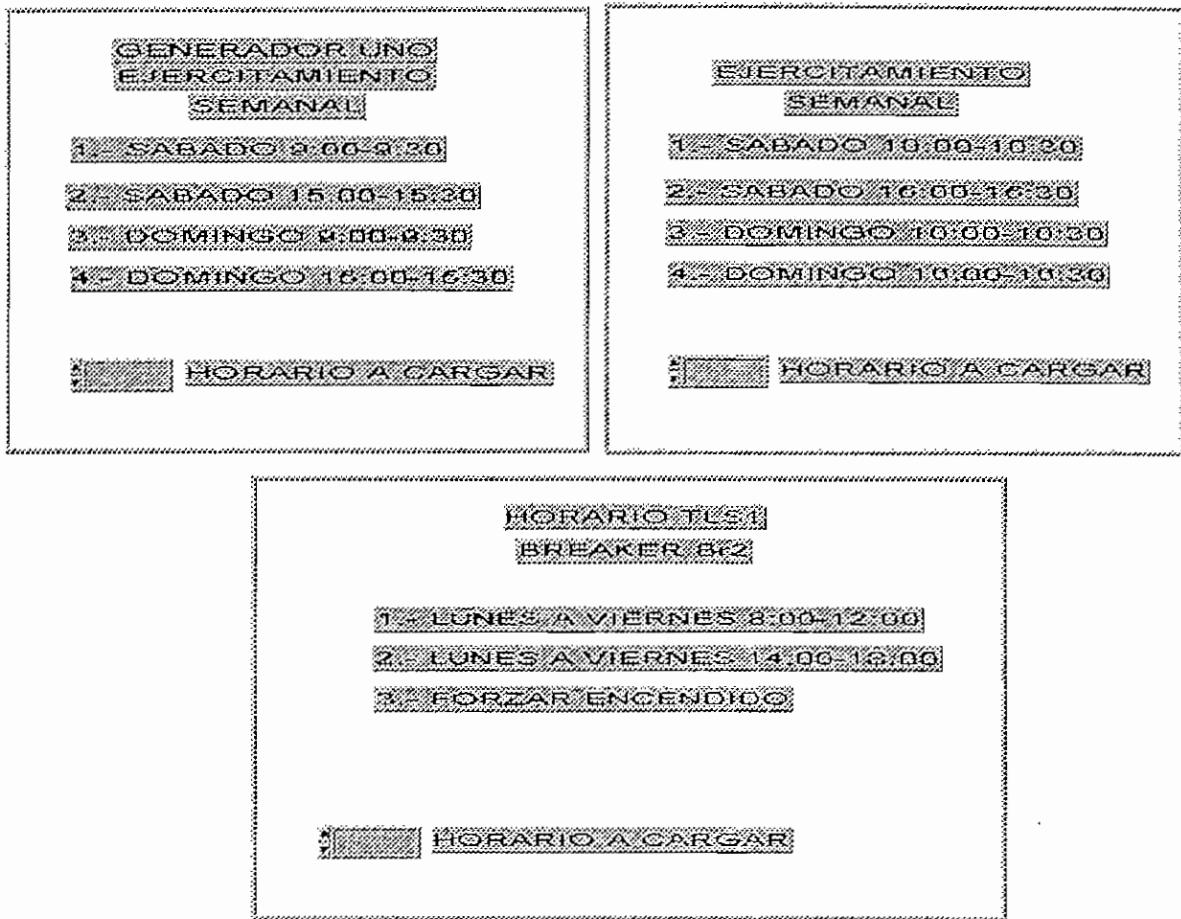 GENERADOR UNO
EJERCITAMIENTO
SEMANAL
1.- SABADO 9:00-9:30
2.- SABADO 15:00-15:30
3.- DOMINGO 9:00-9:30
4.- DOMINGO 15:00-15:30
HORARIO A CARGAR
EJERCITAMIENTO
SEMANAL
1.- SABADO 10:00-10:30
2.- SABADO 16:00-16:30
3.- DOMINGO 10:00-10:30
4.- DOMINGO 10:00-10:30
HORARIO A CARGAR
HORARIO TLS1
BREAKER Br2
1.- LUNES A VIERNES 8:00-12:00
2.- LUNES A VIERNES 14:00-18:00
3.- FORZAR ENCENDIDO
HORARIO A CARGAR